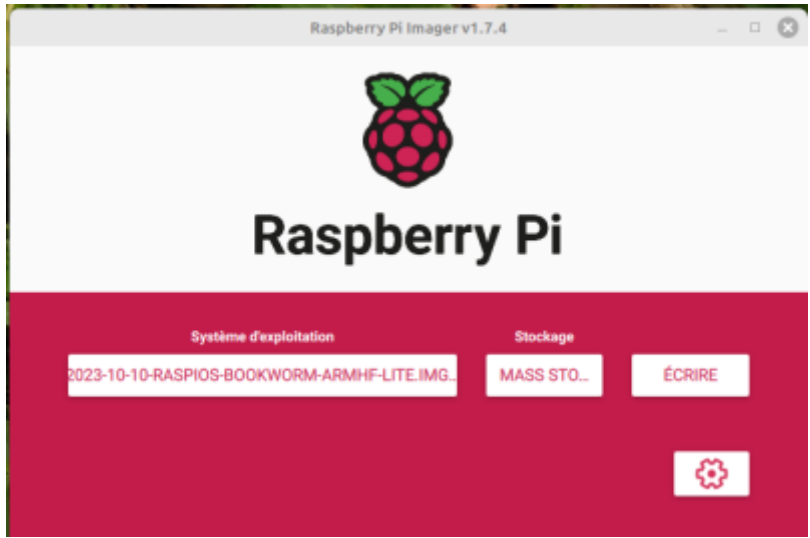 Raspberry Pi Imager v1.7.4
Raspberry Pi
Système d'exploitation
Stockage
2023-10-10-RASPIOS-BOOKWORM-ARMHF-LITE.IMG..
MASS STO...
ÉCRIRE